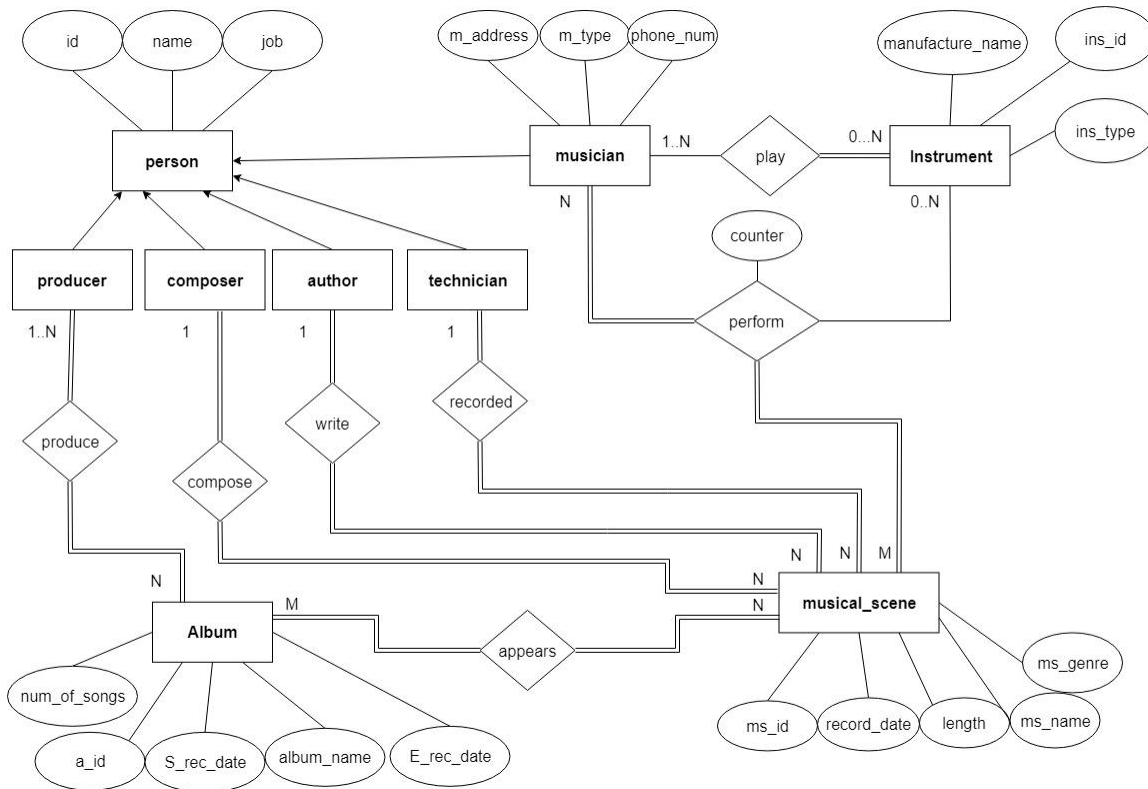 id
name
job
m_address
m_type
phone_num
manufacture_name
ins_id
ins_type
person
musician
1..N
play
0...N
Instrument
N
0..N
counter
producer
composer
author
technician
perform
1..N
1
1
1
recorded
write
produce
compose
N
N
N
M
N
musical_scene
M
N
Album
appears
ms_genre
num_of_songs
ms_id
record_date
length
ms_name
a_id
S_rec_date
album_name
E_rec_date